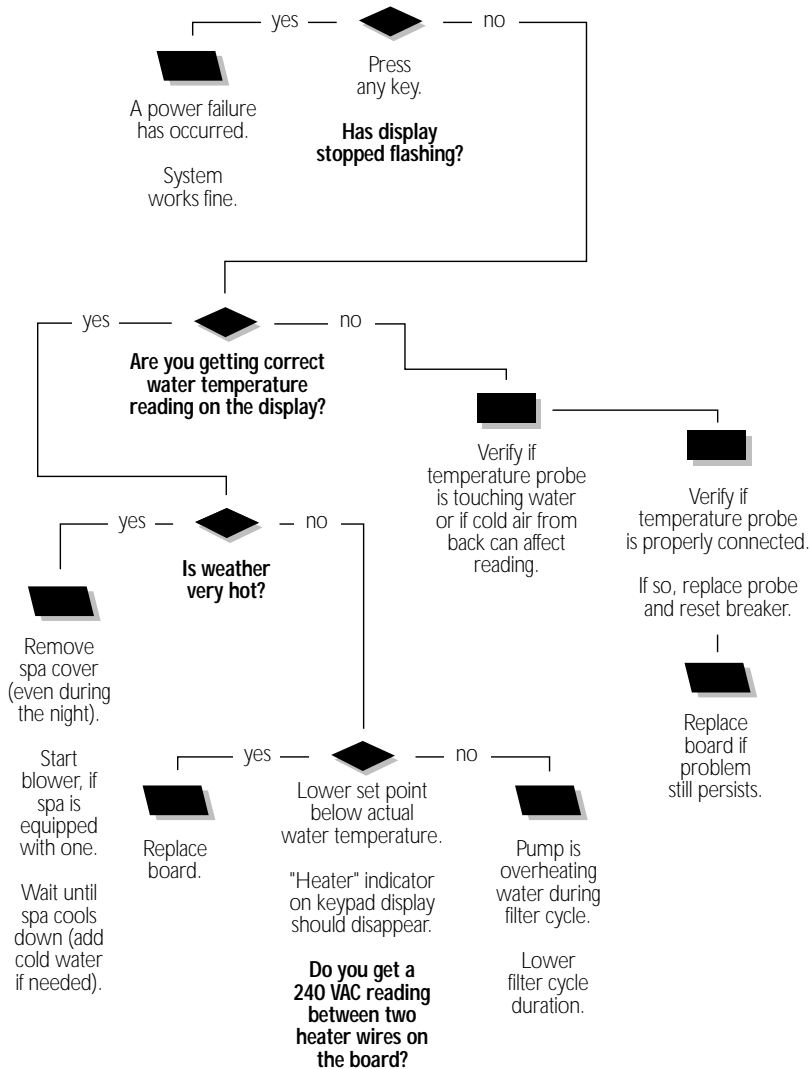 yes
no
Press
any key.
Has display
stopped flashing?
A power failure
has occurred.
System
works fine.
yes
no
Are you getting correct
water temperature
reading on the display?
Verify if
temperature probe
is touching water
or if cold air from
back can affect
reading.
Verify if
temperature probe
is properly connected.
If so, replace probe
and reset breaker.
Replace
board if
problem
still persists.
yes
no
Is weather
very hot?
Remove
spa cover
(even during
the night).
Start
blower, if
spa is
equipped
with one.
Wait until
spa cools
down (add
cold water
if needed).
yes
no
Replace
board.
Lower set point
below actual
water temperature.
"Heater" indicator
on keypad display
should disappear.
Do you get a
240 VAC reading
between two
heater wires on
the board?
Pump is
overheating
water during
filter cycle.
Lower
filter cycle
duration.